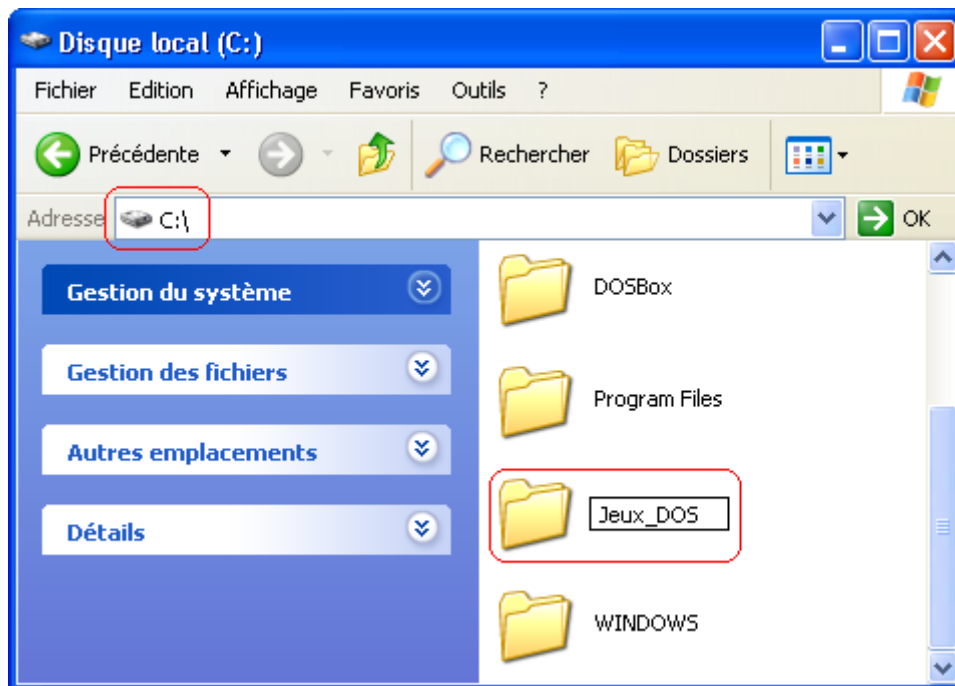 Disque local (C:)
Fichier Edition Affichage Favoris Outils ?
Précédente Rechercher Dossiers
Adresse C:\ OK
Gestion du système
Gestion des fichiers
Autres emplacements
Détails
DOSBox
Program Files
Jeux_DOS
WINDOWS